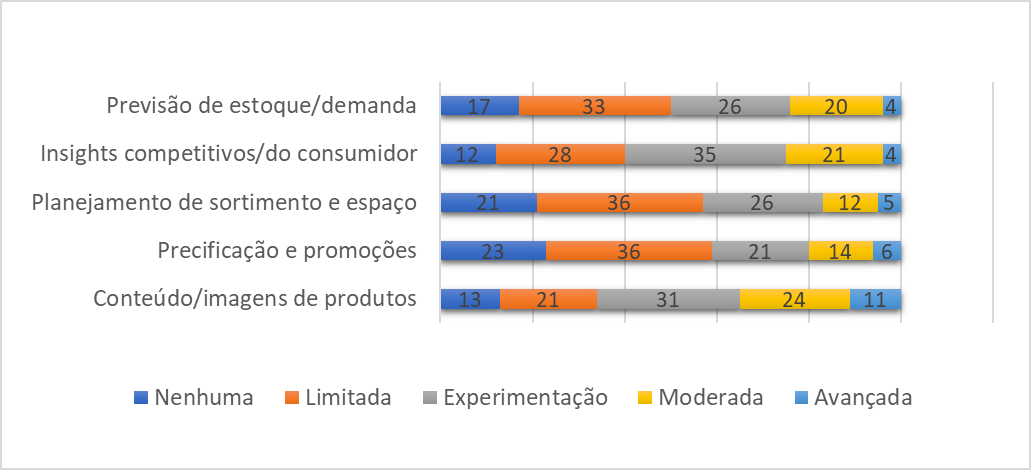 Previsão de estoque/demanda 17 33 26 20 4
Insights competitivos/do consumidor 12 28 35 21 4
Planejamento de sortimento e espaço 21 36 26 12 5
Precificação e promoções 23 36 21 14 6
Conteúdo/imagens de produtos 13 21 31 24 11
Nenhuma Limitada Experimentação Moderada Avançada